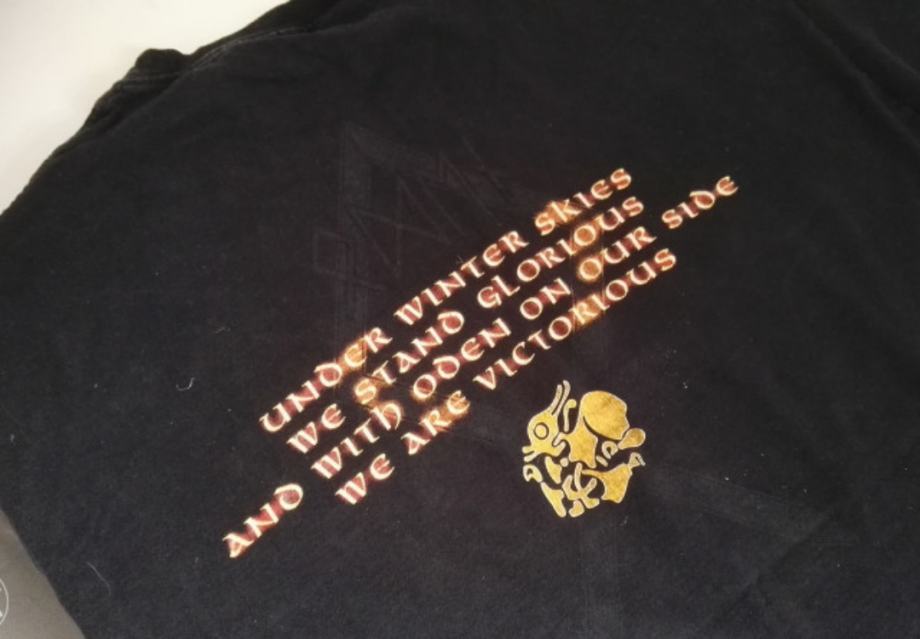 UNDER WINTER SKIES
WE STAND GLORIOUS
AND WITH ODEN ON OUR SIDE
WE ARE VICTORIOUS